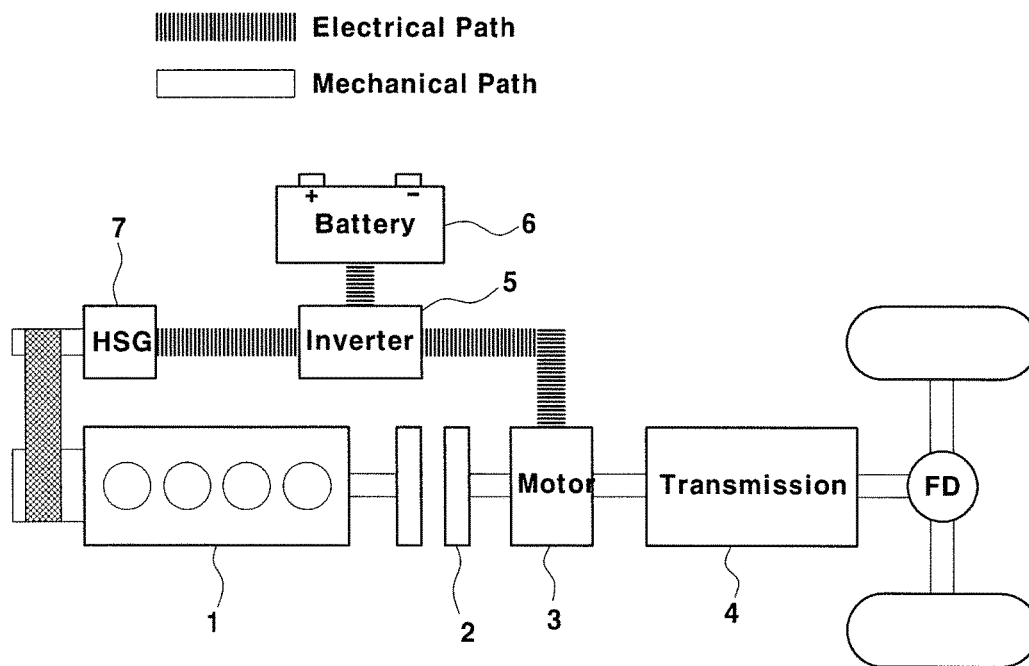 Electrical Path
Mechanical Path
+ -
Battery
6
7
5
HSG
Inverter
Motor
Transmission
FD
1
2
3
4